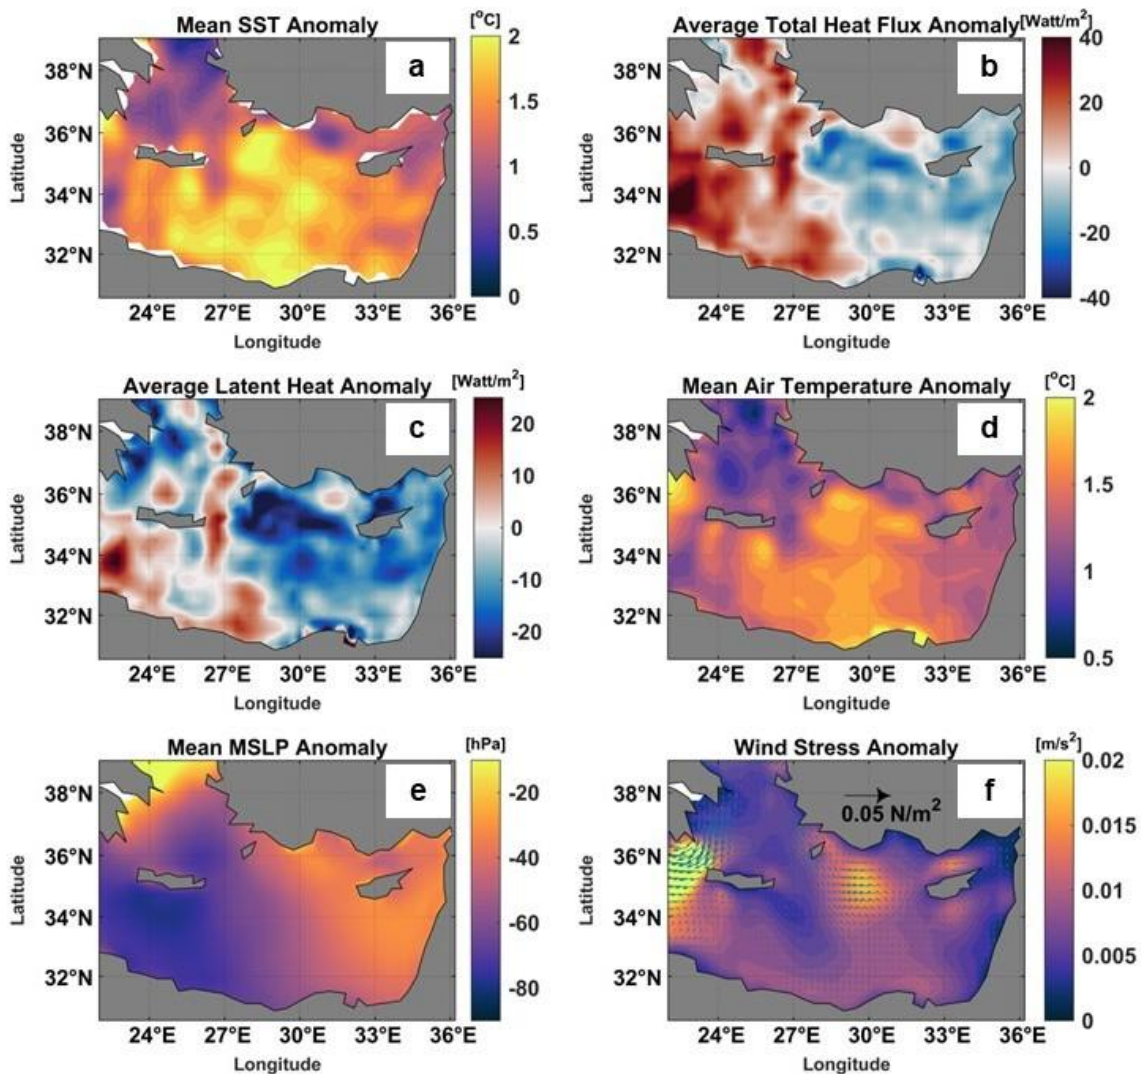 Mean SST Anomaly [°C]
a
38°N
36°N
34°N
32°N
Latitude
2
1.5
1
0.5
0
24°E 27°E 30°E 33°E 36°E
Longitude
Average Total Heat Flux Anomaly [Watt/m²]
b
38°N
36°N
34°N
32°N
Latitude
40
20
0
-20
-40
24°E 27°E 30°E 33°E 36°E
Longitude
Average Latent Heat Anomaly [Watt/m²]
c
38°N
36°N
34°N
32°N
Latitude
20
10
0
-10
-20
24°E 27°E 30°E 33°E 36°E
Longitude
Mean Air Temperature Anomaly [°C]
d
38°N
36°N
34°N
32°N
Latitude
2
1.5
1
0.5
24°E 27°E 30°E 33°E 36°E
Longitude
Mean MSLP Anomaly [hPa]
e
38°N
36°N
34°N
32°N
Latitude
-20
-40
-60
-80
24°E 27°E 30°E 33°E 36°E
Longitude
Wind Stress Anomaly [m/s²]
f
0.05 N/m²
38°N
36°N
34°N
32°N
Latitude
0.02
0.015
0.01
0.005
0
24°E 27°E 30°E 33°E 36°E
Longitude